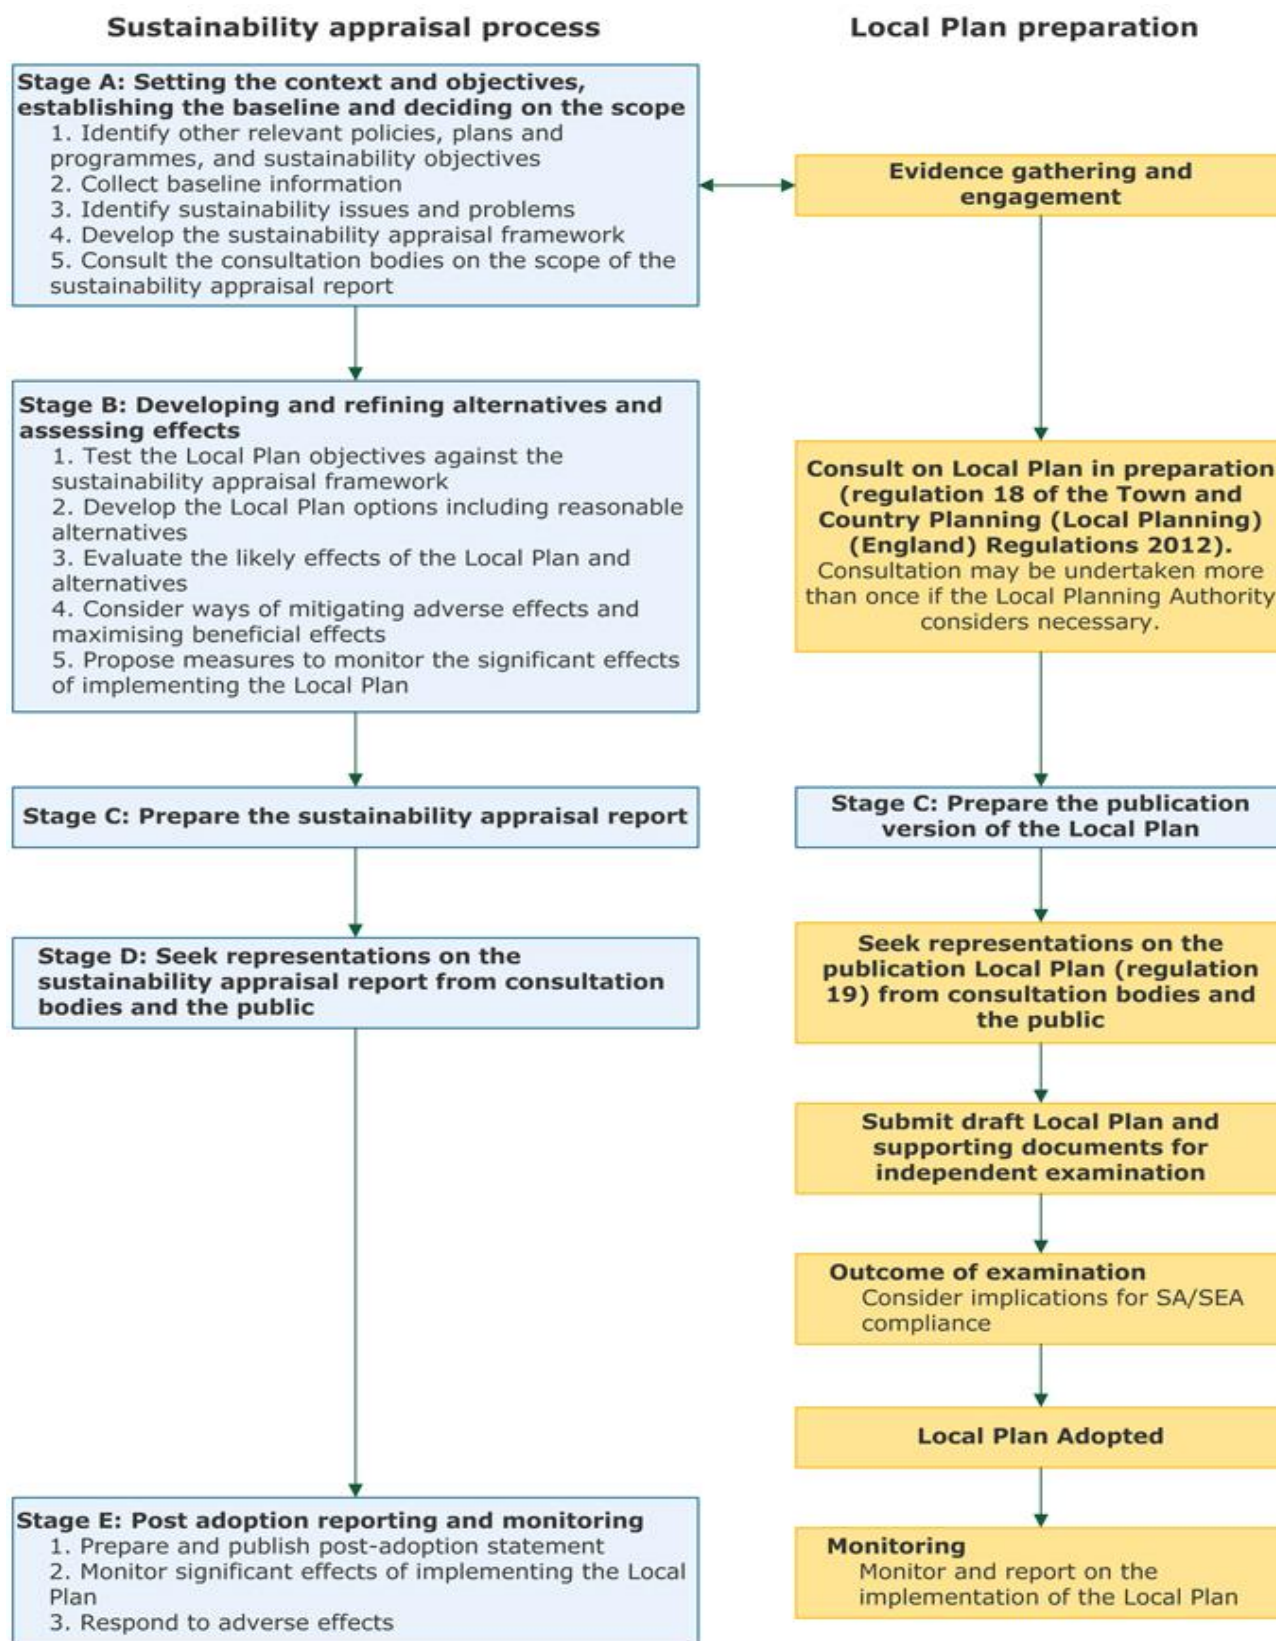 Sustainability appraisal process
Local Plan preparation
Stage A: Setting the context and objectives,
establishing the baseline and deciding on the scope
1. Identify other relevant policies, plans and
programmes, and sustainability objectives
2. Collect baseline information
3. Identify sustainability issues and problems
4. Develop the sustainability appraisal framework
5. Consult the consultation bodies on the scope of the
sustainability appraisal report
Evidence gathering and
engagement
Stage B: Developing and refining alternatives and
assessing effects
1. Test the Local Plan objectives against the
sustainability appraisal framework
2. Develop the Local Plan options including reasonable
alternatives
3. Evaluate the likely effects of the Local Plan and
alternatives
4. Consider ways of mitigating adverse effects and
maximising beneficial effects
5. Propose measures to monitor the significant effects
of implementing the Local Plan
Consult on Local Plan in preparation
(regulation 18 of the Town and
Country Planning (Local Planning)
(England) Regulations 2012).
Consultation may be undertaken more
than once if the Local Planning Authority
considers necessary.
Stage C: Prepare the sustainability appraisal report
Stage C: Prepare the publication
version of the Local Plan
Stage D: Seek representations on the
sustainability appraisal report from consultation
bodies and the public
Seek representations on the
publication Local Plan (regulation
19) from consultation bodies and
the public
Submit draft Local Plan and
supporting documents for
independent examination
Outcome of examination
Consider implications for SA/SEA
compliance
Local Plan Adopted
Stage E: Post adoption reporting and monitoring
1. Prepare and publish post-adoption statement
2. Monitor significant effects of implementing the Local
Plan
3. Respond to adverse effects
Monitoring
Monitor and report on the
implementation of the Local Plan